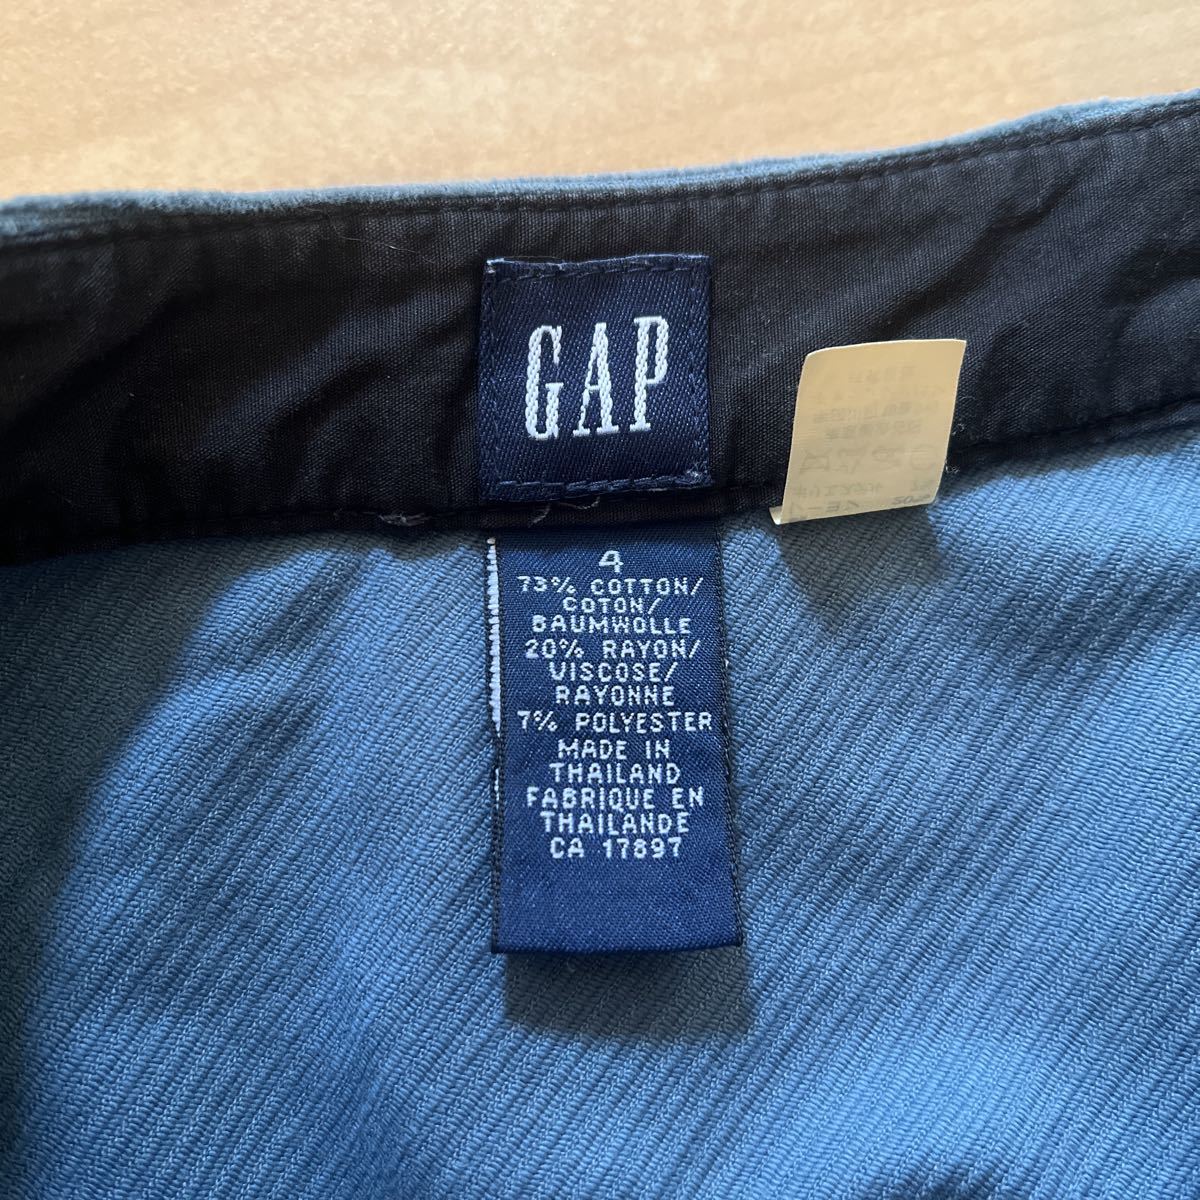 GAP
4
73% COTTON/
COTON/
BAUMWOLLE
20% RAYON/
VISCOSE/
RAYONNE
7% POLYESTER
MADE IN
THAILAND
FABRIQUE EN
THAILANDE
CA 17897